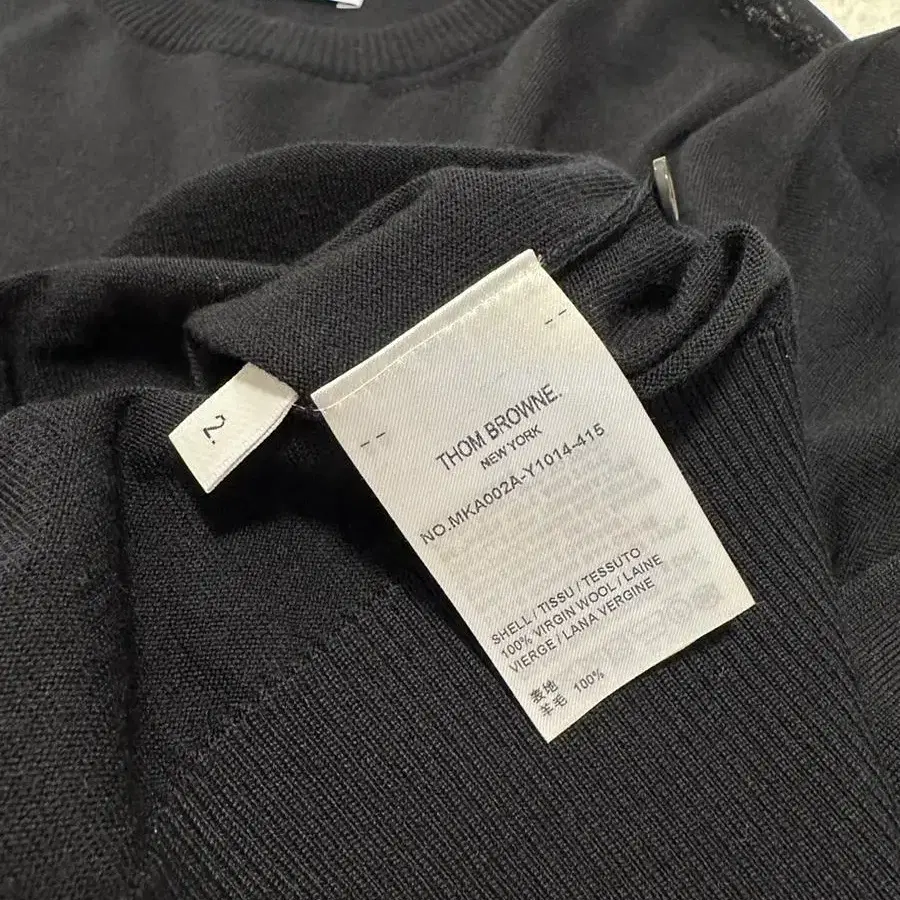 2.
THOM BROWNE.
NEW YORK
NO.MKA002A-Y1014-415
SHELL / TISSU / TESSUTO
100% VIRGIN WOOL / LAINE
VIERGE / LANA VERGINE
表地
羊毛 100%